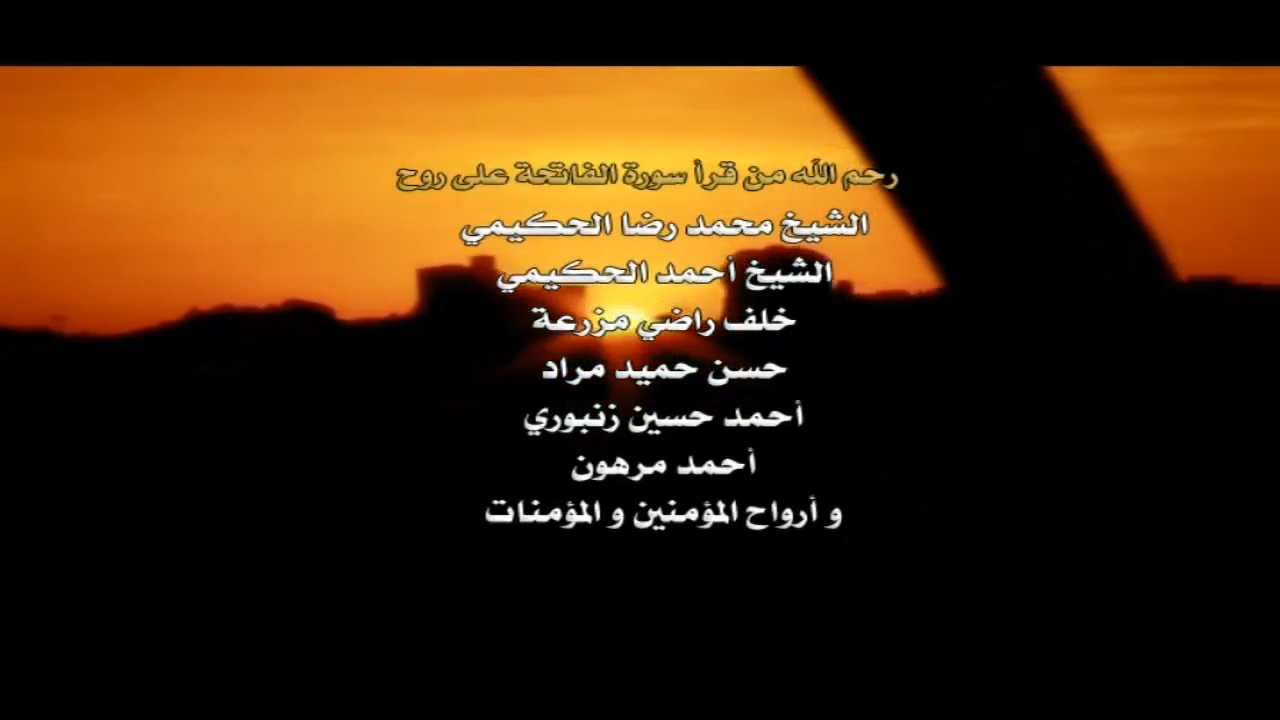 رحم الله من قرأ سورة الفاتحة على روح
الشيخ محمد رضا الحكيمي
الشيخ أحمد الحكيمي
خلف راضي مزرعة
حسن حميد مراد
أحمد حسين زنبوري
أحمد مرهون
و أرواح المؤمنين و المؤمنات